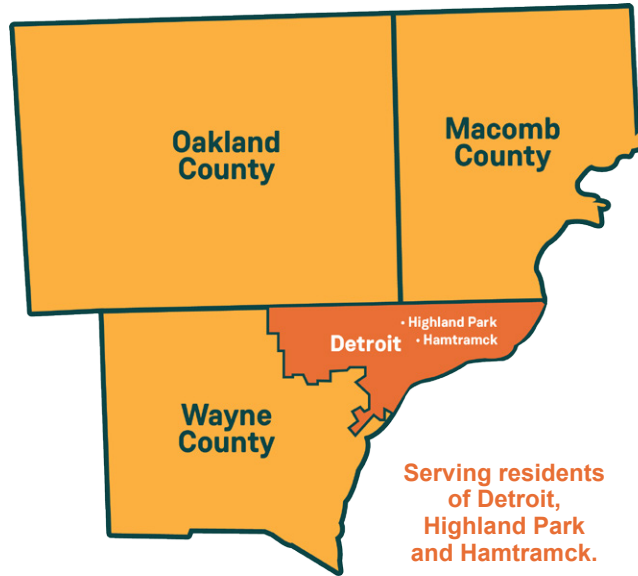 Oakland
County
Macomb
County
• Highland Park
Detroit • Hamtramck
Wayne
County
Serving residents
of Detroit,
Highland Park
and Hamtramck.